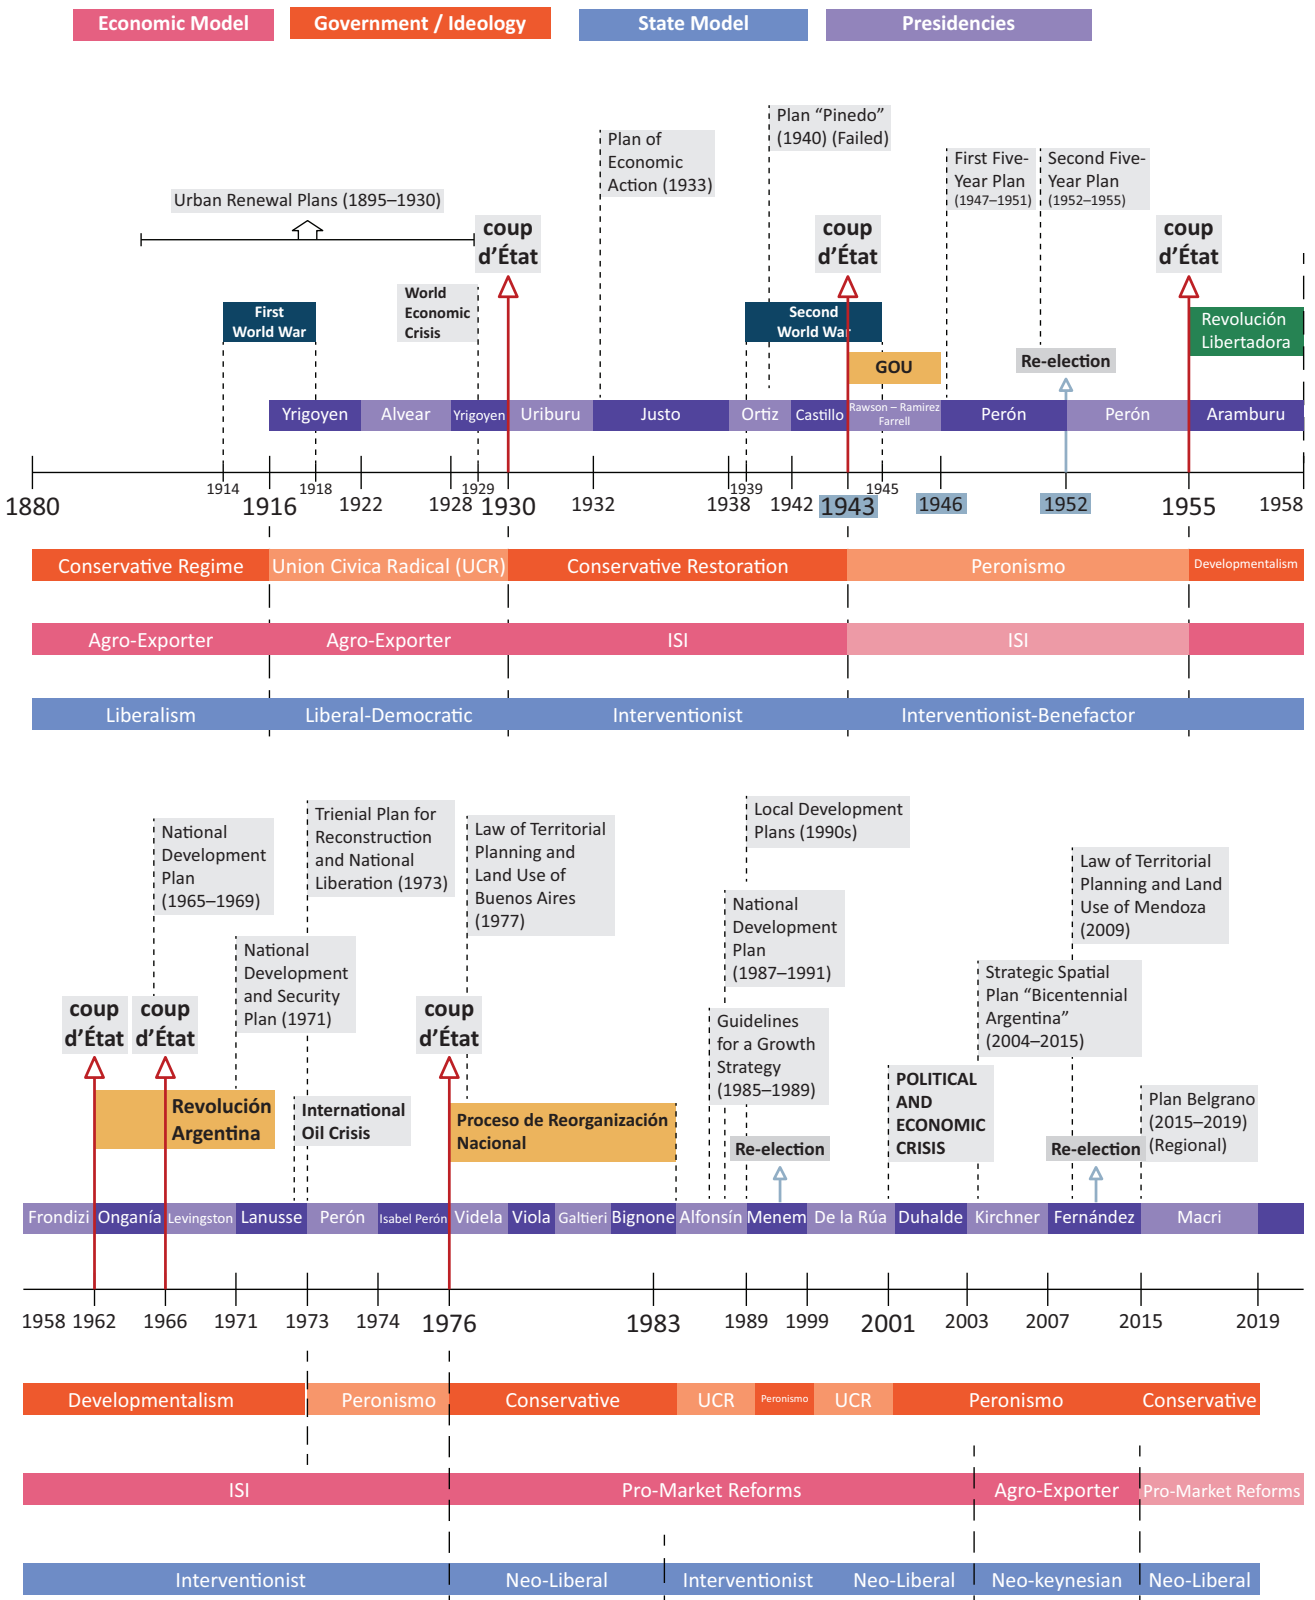 Economic Model
Government / Ideology
State Model
Presidencies
Urban Renewal Plans (1895–1930)
Plan of
Economic
Action (1933)
Plan “Pinedo”
(1940) (Failed)
First Five-
Year Plan
(1947–1951)
Second Five-
Year Plan
(1952–1955)
coup
d’État
coup
d’État
coup
d’État
First
World War
World
Economic
Crisis
Second
World War
GOU
Re-election
Revolución
Libertadora
Yrigoyen
Alvear
Yrigoyen
Uriburu
Justo
Ortiz
Castillo
Rawson – Ramirez
Farrell
Perón
Perón
Aramburu
1880
1914
1916
1918
1922
1928
1929
1930
1932
1938
1939
1942
1943
1945
1946
1952
1955
1958
Conservative Regime
Union Civica Radical (UCR)
Conservative Restoration
Peronismo
Developmentalism
Agro-Exporter
Agro-Exporter
ISI
ISI
Liberalism
Liberal-Democratic
Interventionist
Interventionist-Benefactor
National
Development
Plan
(1965–1969)
National
Development
and Security
Plan (1971)
Trienial Plan for
Reconstruction
and National
Liberation (1973)
Law of Territorial
Planning and
Land Use of
Buenos Aires
(1977)
Local Development
Plans (1990s)
National
Development
Plan
(1987–1991)
Guidelines
for a Growth
Strategy
(1985–1989)
Law of Territorial
Planning and Land
Use of Mendoza
(2009)
Strategic Spatial
Plan “Bicentennial
Argentina”
(2004–2015)
coup
d’État
coup
d’État
coup
d’État
Revolución
Argentina
International
Oil Crisis
Proceso de Reorganización
Nacional
Re-election
POLITICAL
AND
ECONOMIC
CRISIS
Re-election
Plan Belgrano
(2015–2019)
(Regional)
Frondizi
Onganía
Levingston
Lanusse
Perón
Isabel Perón
Videla
Viola
Galtieri
Bignone
Alfonsín
Menem
De la Rúa
Duhalde
Kirchner
Fernández
Macri
1958
1962
1966
1971
1973
1974
1976
1983
1989
1999
2001
2003
2007
2015
2019
Developmentalism
Peronismo
Conservative
UCR
Peronismo
UCR
Peronismo
Conservative
ISI
Pro-Market Reforms
Agro-Exporter
Pro-Market Reforms
Interventionist
Neo-Liberal
Interventionist
Neo-Liberal
Neo-keynesian
Neo-Liberal